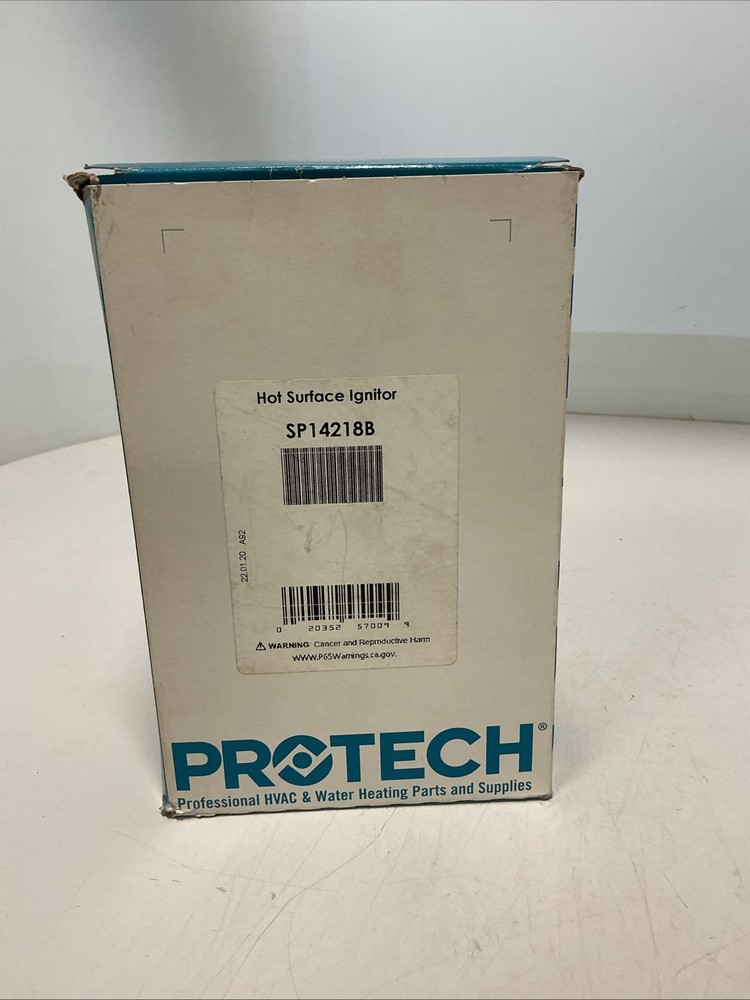 Hot Surface Ignitor
SP14218B
22.01.20 A92
0 20352 57009 9
⚠ WARNING: Cancer and Reproductive Harm
www.P65Warnings.ca.gov.
PROTECH®
Professional HVAC & Water Heating Parts and Supplies